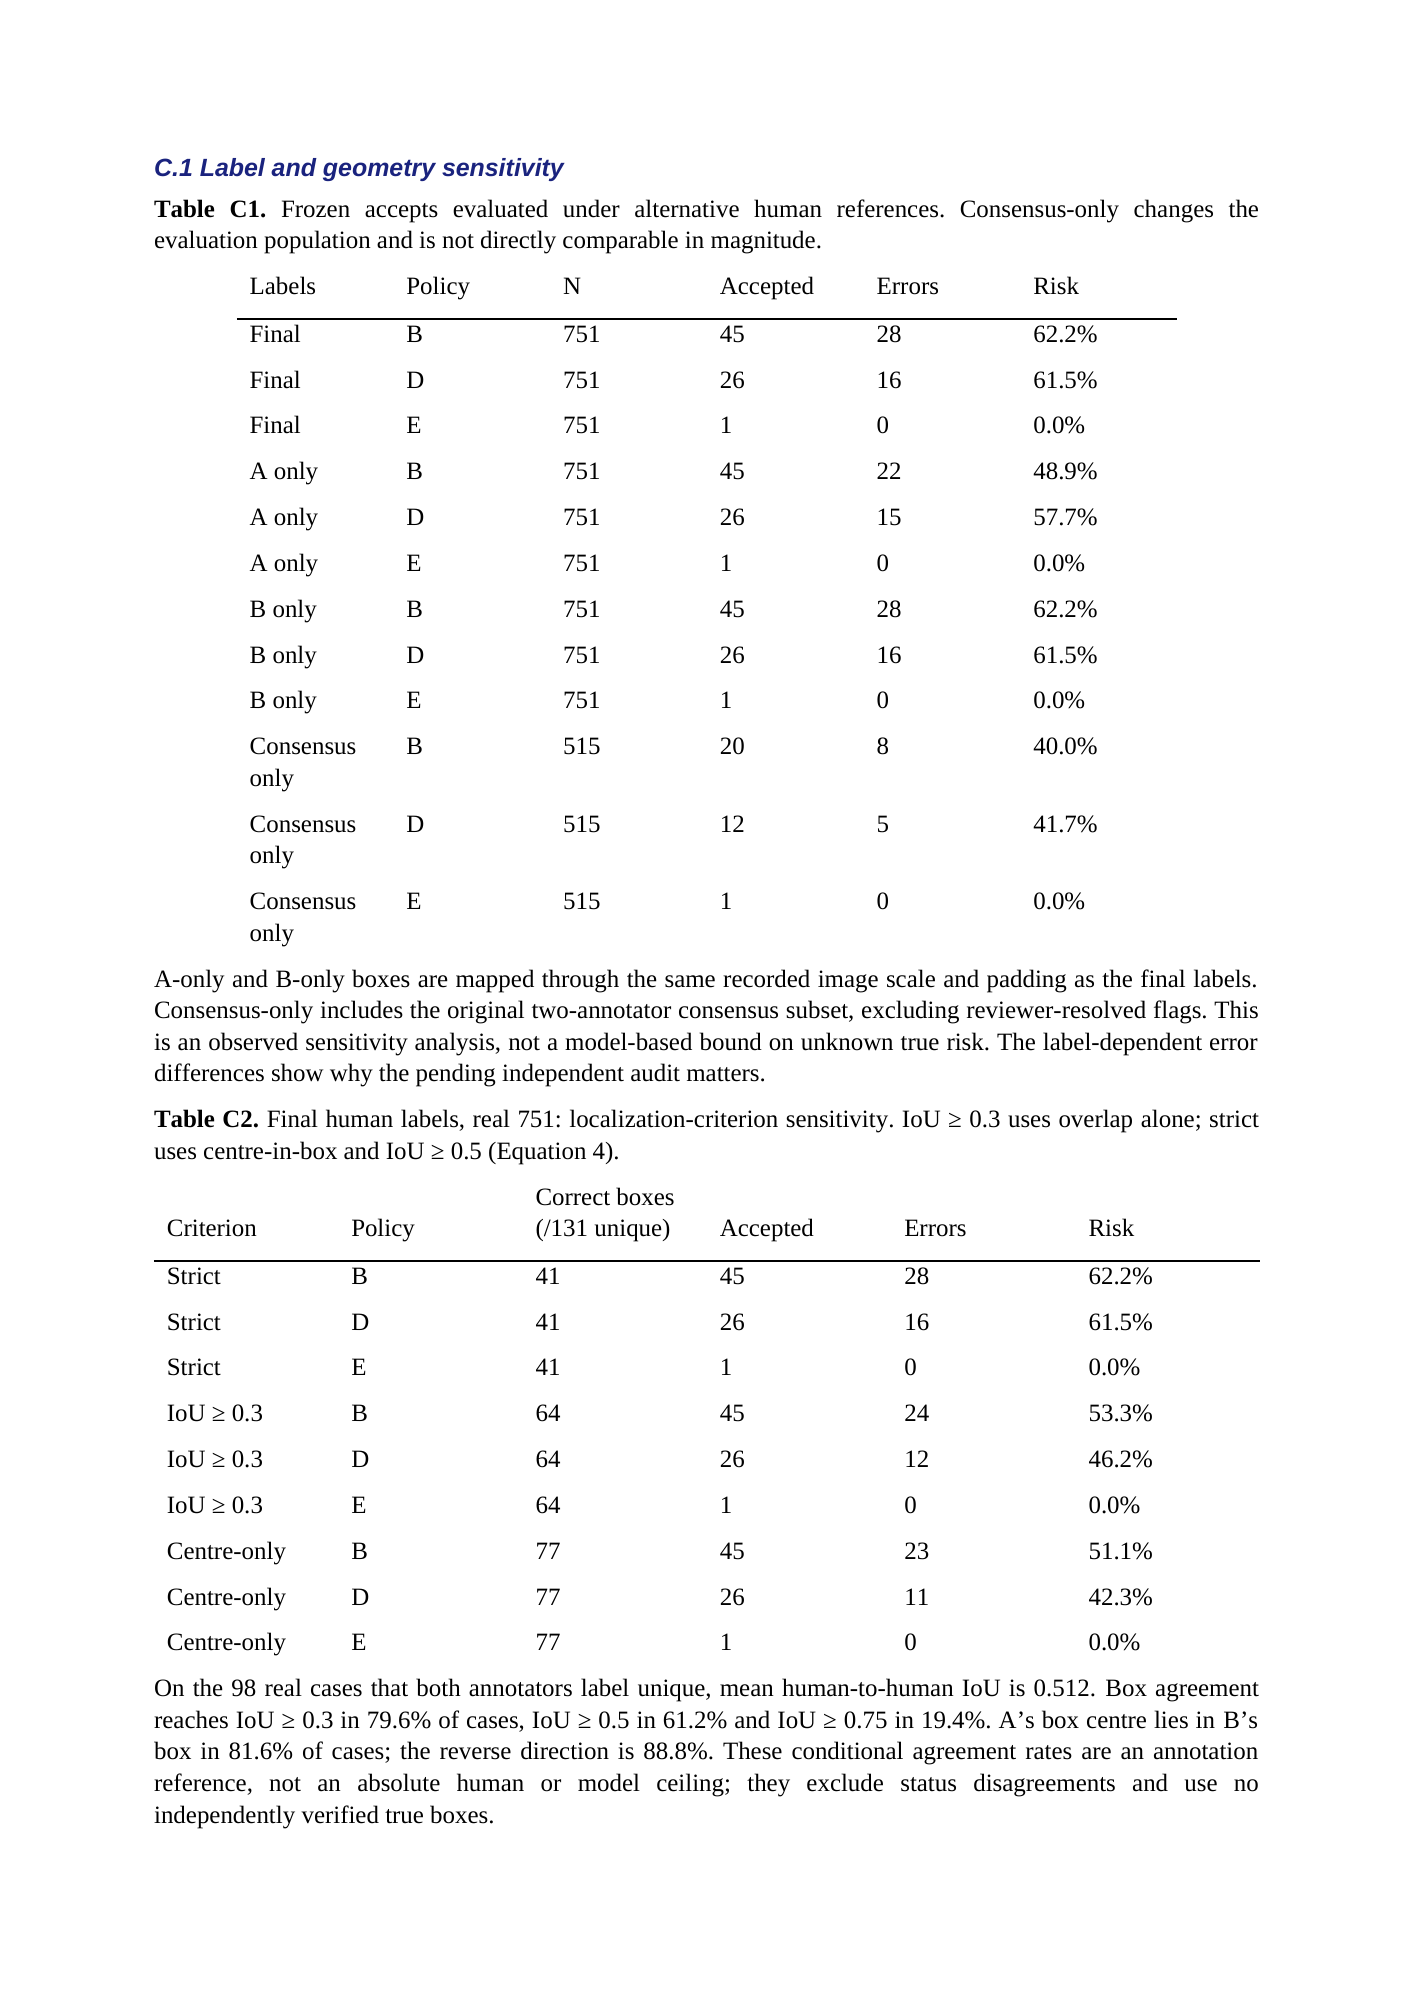 C.1 Label and geometry sensitivity
Table C1. Frozen accepts evaluated under alternative human references. Consensus-only changes the
evaluation population and is not directly comparable in magnitude.
Labels Policy N Accepted Errors Risk
Final B 751 45 28 62.2%
Final D 751 26 16 61.5%
Final E 751 1 0 0.0%
A only B 751 45 22 48.9%
A only D 751 26 15 57.7%
A only E 751 1 0 0.0%
B only B 751 45 28 62.2%
B only D 751 26 16 61.5%
B only E 751 1 0 0.0%
Consensus B 515 20 8 40.0%
only
Consensus D 515 12 5 41.7%
only
Consensus E 515 1 0 0.0%
only
A-only and B-only boxes are mapped through the same recorded image scale and padding as the final labels.
Consensus-only includes the original two-annotator consensus subset, excluding reviewer-resolved flags. This
is an observed sensitivity analysis, not a model-based bound on unknown true risk. The label-dependent error
differences show why the pending independent audit matters.
Table C2. Final human labels, real 751: localization-criterion sensitivity. IoU ≥ 0.3 uses overlap alone; strict
uses centre-in-box and IoU ≥ 0.5 (Equation 4).
Correct boxes
Criterion Policy (/131 unique) Accepted Errors Risk
Strict B 41 45 28 62.2%
Strict D 41 26 16 61.5%
Strict E 41 1 0 0.0%
IoU ≥ 0.3 B 64 45 24 53.3%
IoU ≥ 0.3 D 64 26 12 46.2%
IoU ≥ 0.3 E 64 1 0 0.0%
Centre-only B 77 45 23 51.1%
Centre-only D 77 26 11 42.3%
Centre-only E 77 1 0 0.0%
On the 98 real cases that both annotators label unique, mean human-to-human IoU is 0.512. Box agreement
reaches IoU ≥ 0.3 in 79.6% of cases, IoU ≥ 0.5 in 61.2% and IoU ≥ 0.75 in 19.4%. A’s box centre lies in B’s
box in 81.6% of cases; the reverse direction is 88.8%. These conditional agreement rates are an annotation
reference, not an absolute human or model ceiling; they exclude status disagreements and use no
independently verified true boxes.